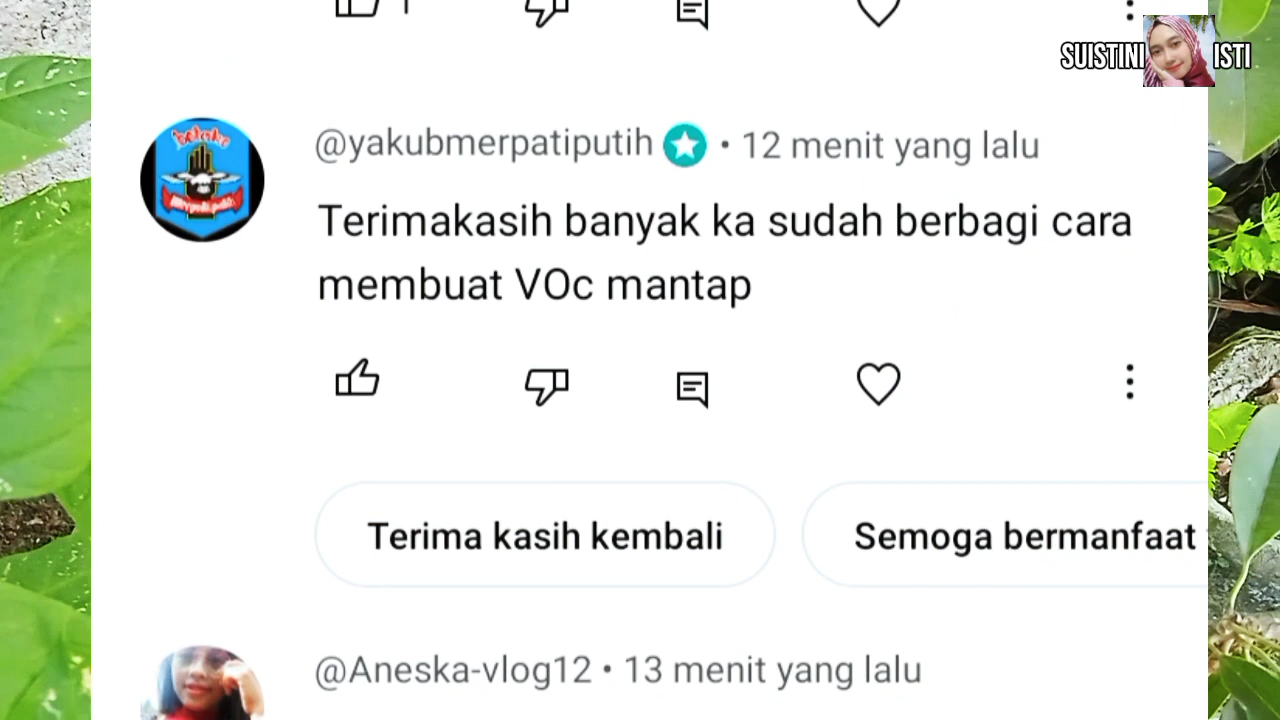 SUISTINI ISTI
@yakubmerpatiputih • 12 menit yang lalu
Terimakasih banyak ka sudah berbagi cara
membuat VOc mantap
Terima kasih kembali
Semoga bermanfaat
@Aneska-vlog12 • 13 menit yang lalu